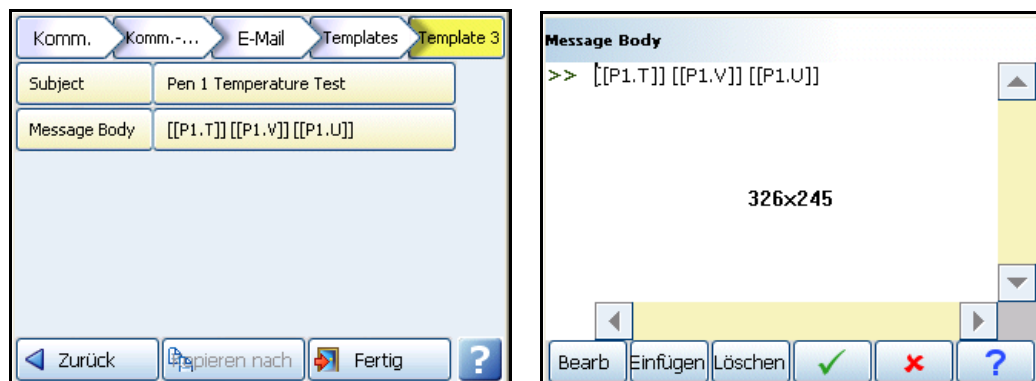 Komm. Komm.-... E-Mail Templates Template 3
Subject Pen 1 Temperature Test
Message Body [[P1.T]] [[P1.V]] [[P1.U]]
Zurück Kopieren nach Fertig ?
Message Body
>> [[P1.T]] [[P1.V]] [[P1.U]]
326x245
Bearb Einfügen Löschen ?